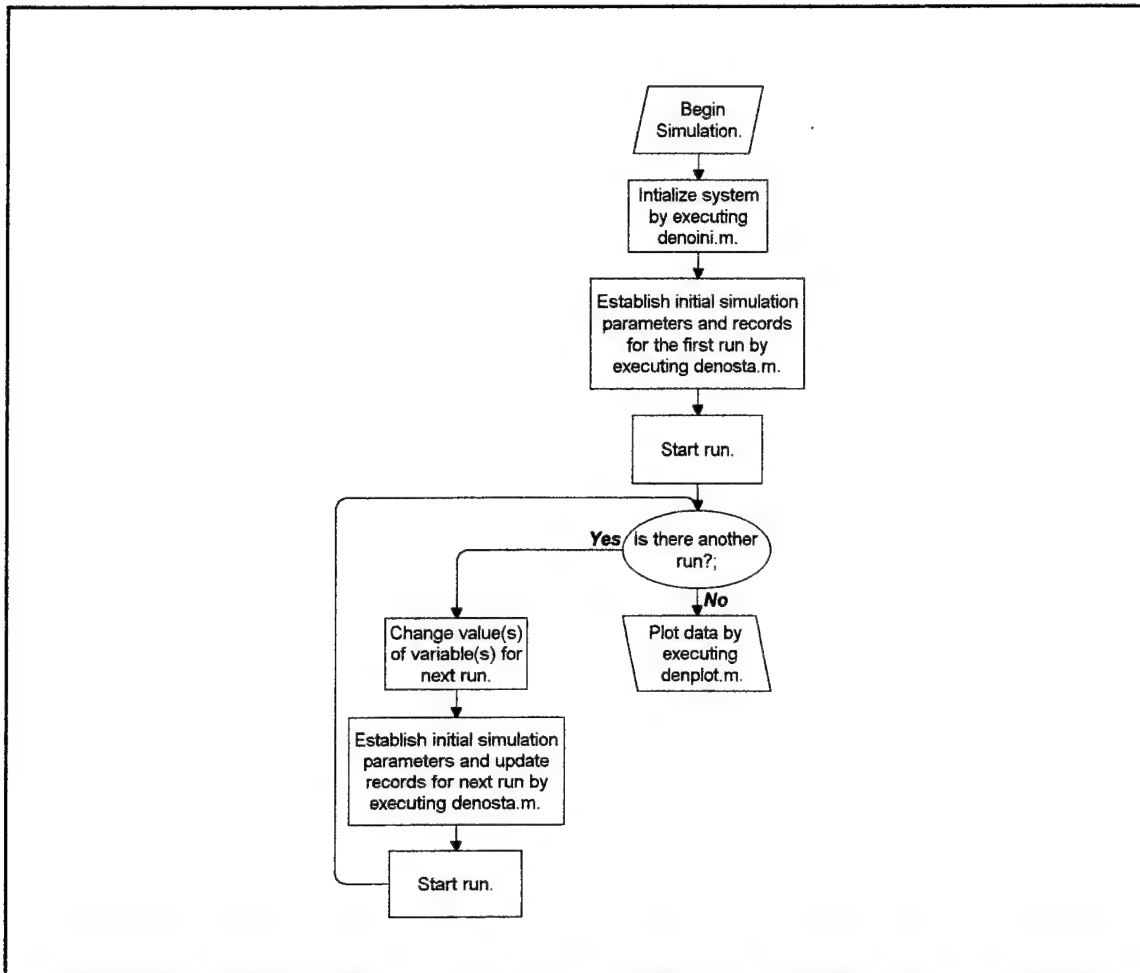 Begin
Simulation.
Intialize system
by executing
denoini.m.
Establish initial simulation
parameters and records
for the first run by
executing denosta.m.
Start run.
Is there another
run?;
Yes
No
Plot data by
executing
denplot.m.
Change value(s)
of variable(s) for
next run.
Establish initial simulation
parameters and update
records for next run by
executing denosta.m.
Start run.